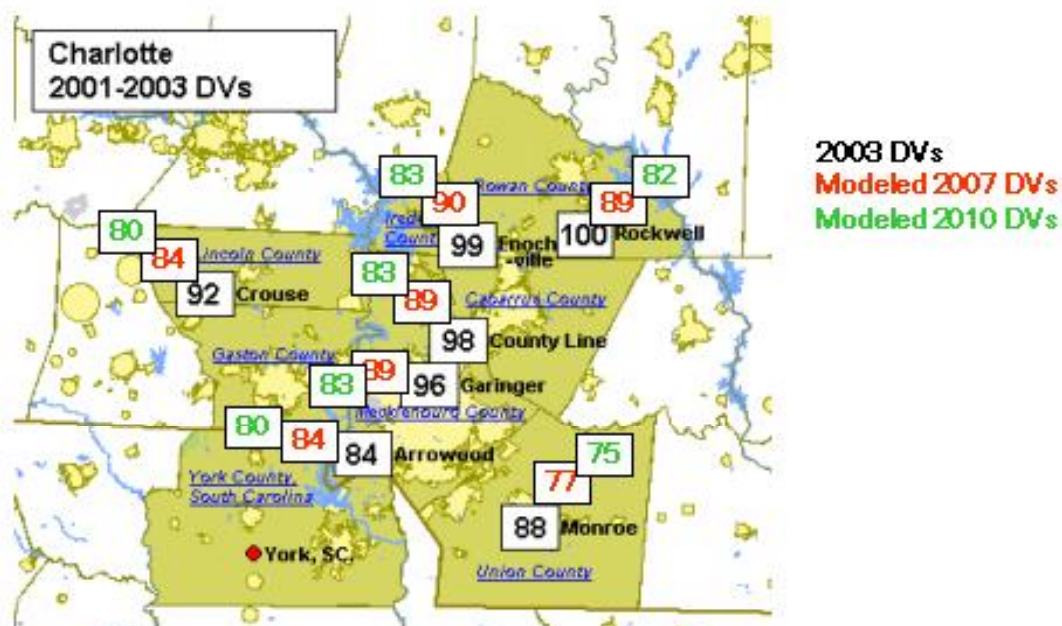 Charlotte
2001-2003 DVs
2003 DVs
Modeled 2007 DVs
Modeled 2010 DVs
83
Rowan County
82
90
89
Ired
County
99
Enoch
-ville
100
Rockwell
80
84
Lincoln County
92
Crouse
83
89
Cabarrus County
98
County Line
Gaston County
89
83
96
Garinger
Mecklenburg County
80
84
84
Arrowood
75
77
York County,
South Carolina
88
Monroe
York, SC.
Union County